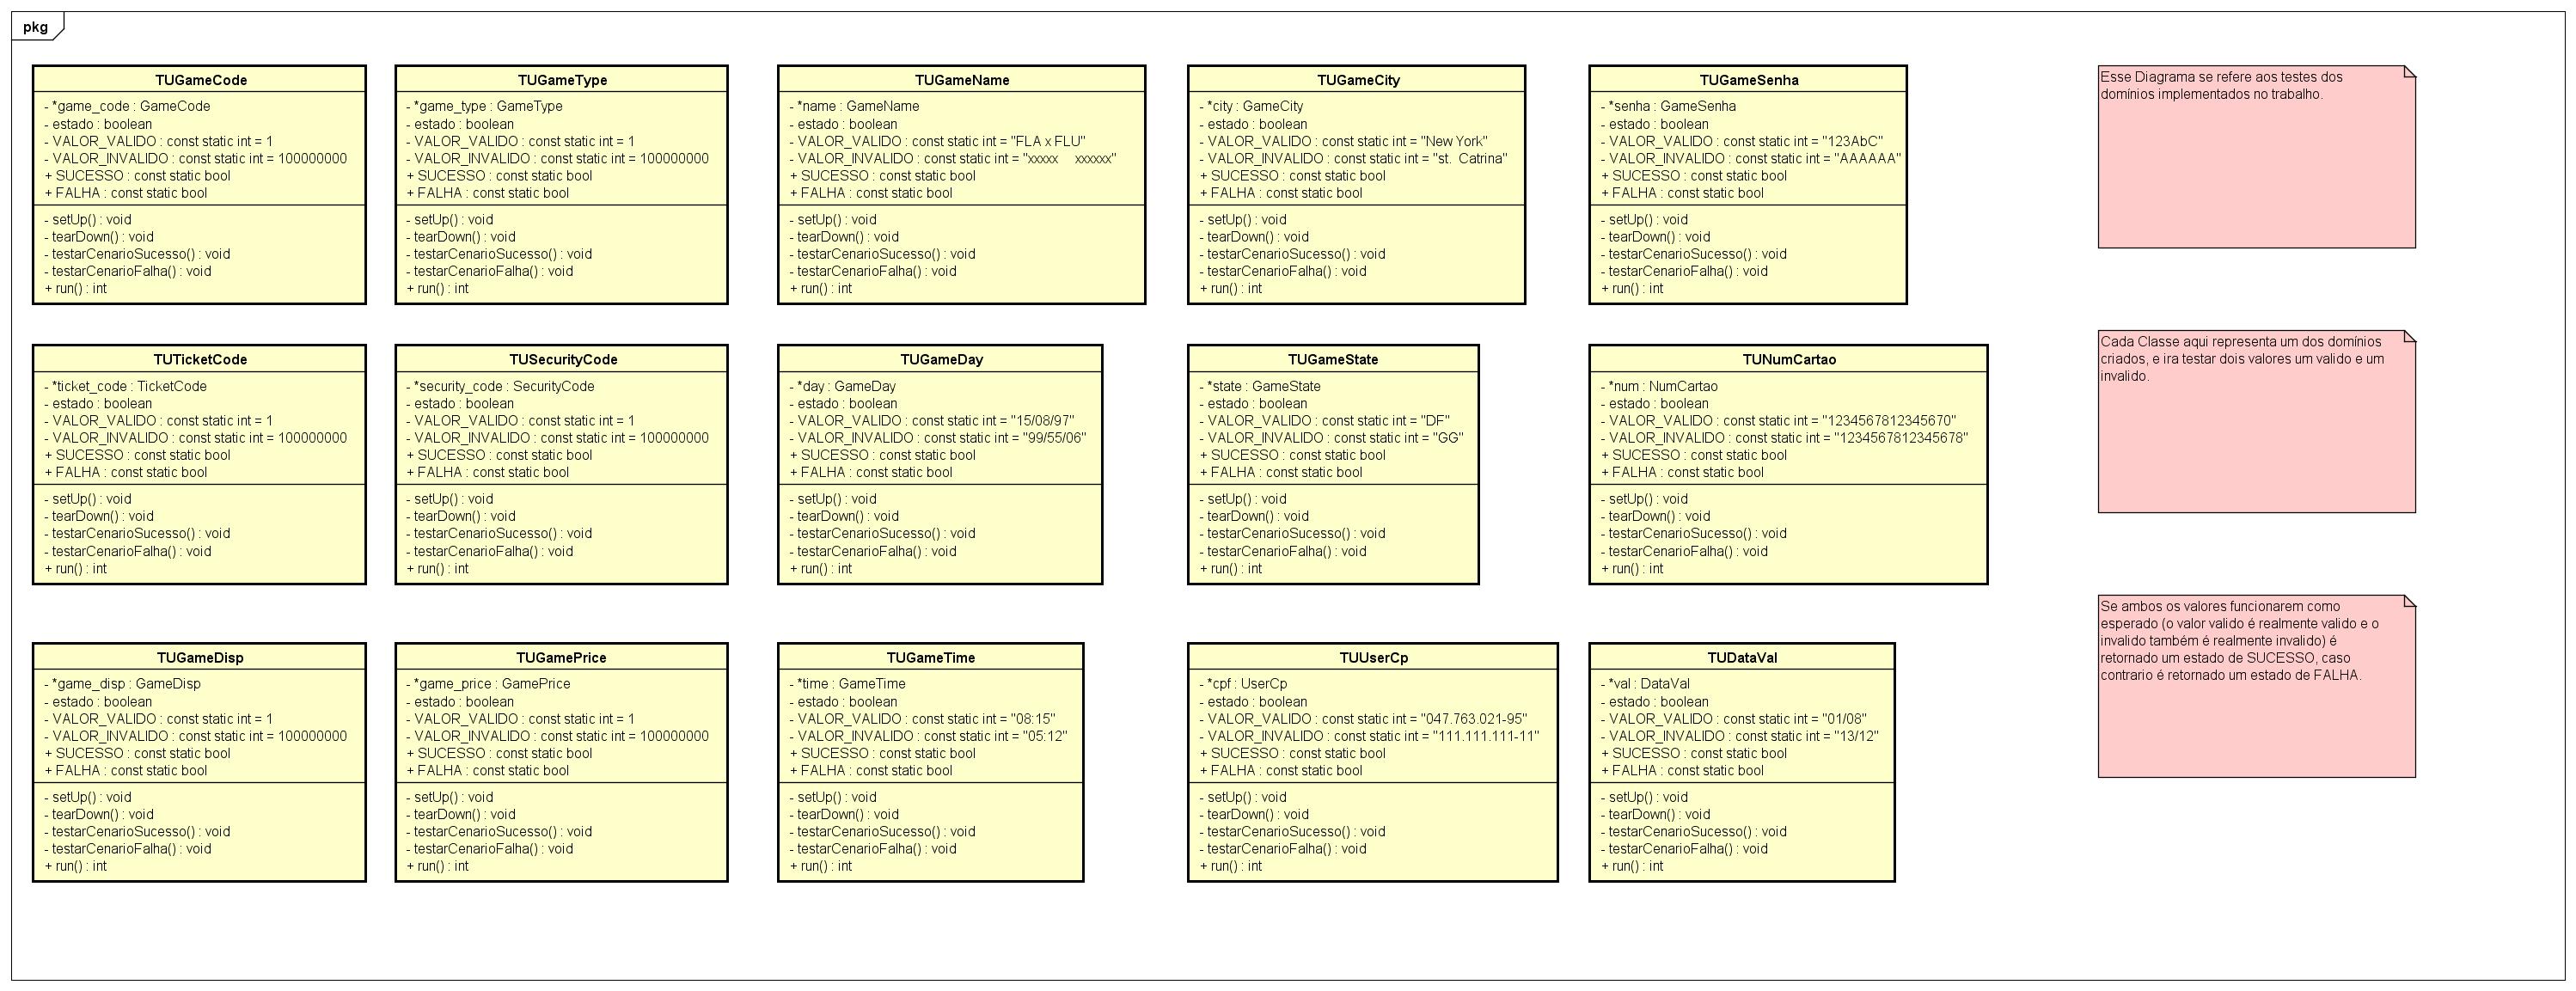 pkg
TUGameCode
- *game_code : GameCode
- estado : boolean
- VALOR_VALIDO : const static int = 1
- VALOR_INVALIDO : const static int = 100000000
+ SUCESSO : const static bool
+ FALHA : const static bool
- setUp() : void
- tearDown() : void
- testarCenarioSucesso() : void
- testarCenarioFalha() : void
+ run() : int
TUGameType
- *game_type : GameType
- estado : boolean
- VALOR_VALIDO : const static int = 1
- VALOR_INVALIDO : const static int = 100000000
+ SUCESSO : const static bool
+ FALHA : const static bool
- setUp() : void
- tearDown() : void
- testarCenarioSucesso() : void
- testarCenarioFalha() : void
+ run() : int
TUGameName
- *name : GameName
- estado : boolean
- VALOR_VALIDO : const static int = "FLA x FLU"
- VALOR_INVALIDO : const static int = "xxxxx     xxxxxx"
+ SUCESSO : const static bool
+ FALHA : const static bool
- setUp() : void
- tearDown() : void
- testarCenarioSucesso() : void
- testarCenarioFalha() : void
+ run() : int
TUGameCity
- *city : GameCity
- estado : boolean
- VALOR_VALIDO : const static int = "New York"
- VALOR_INVALIDO : const static int = "st.  Catrina"
+ SUCESSO : const static bool
+ FALHA : const static bool
- setUp() : void
- tearDown() : void
- testarCenarioSucesso() : void
- testarCenarioFalha() : void
+ run() : int
TUGameSenha
- *senha : GameSenha
- estado : boolean
- VALOR_VALIDO : const static int = "123AbC"
- VALOR_INVALIDO : const static int = "AAAAAA"
+ SUCESSO : const static bool
+ FALHA : const static bool
- setUp() : void
- tearDown() : void
- testarCenarioSucesso() : void
- testarCenarioFalha() : void
+ run() : int
Esse Diagrama se refere aos testes dos
domínios implementados no trabalho.
TUTicketCode
- *ticket_code : TicketCode
- estado : boolean
- VALOR_VALIDO : const static int = 1
- VALOR_INVALIDO : const static int = 100000000
+ SUCESSO : const static bool
+ FALHA : const static bool
- setUp() : void
- tearDown() : void
- testarCenarioSucesso() : void
- testarCenarioFalha() : void
+ run() : int
TUSecurityCode
- *security_code : SecurityCode
- estado : boolean
- VALOR_VALIDO : const static int = 1
- VALOR_INVALIDO : const static int = 100000000
+ SUCESSO : const static bool
+ FALHA : const static bool
- setUp() : void
- tearDown() : void
- testarCenarioSucesso() : void
- testarCenarioFalha() : void
+ run() : int
TUGameDay
- *day : GameDay
- estado : boolean
- VALOR_VALIDO : const static int = "15/08/97"
- VALOR_INVALIDO : const static int = "99/55/06"
+ SUCESSO : const static bool
+ FALHA : const static bool
- setUp() : void
- tearDown() : void
- testarCenarioSucesso() : void
- testarCenarioFalha() : void
+ run() : int
TUGameState
- *state : GameState
- estado : boolean
- VALOR_VALIDO : const static int = "DF"
- VALOR_INVALIDO : const static int = "GG"
+ SUCESSO : const static bool
+ FALHA : const static bool
- setUp() : void
- tearDown() : void
- testarCenarioSucesso() : void
- testarCenarioFalha() : void
+ run() : int
TUNumCartao
- *num : NumCartao
- estado : boolean
- VALOR_VALIDO : const static int = "1234567812345670"
- VALOR_INVALIDO : const static int = "1234567812345678"
+ SUCESSO : const static bool
+ FALHA : const static bool
- setUp() : void
- tearDown() : void
- testarCenarioSucesso() : void
- testarCenarioFalha() : void
+ run() : int
Cada Classe aqui representa um dos domínios
criados, e ira testar dois valores um valido e um
invalido.
TUGameDisp
- *game_disp : GameDisp
- estado : boolean
- VALOR_VALIDO : const static int = 1
- VALOR_INVALIDO : const static int = 100000000
+ SUCESSO : const static bool
+ FALHA : const static bool
- setUp() : void
- tearDown() : void
- testarCenarioSucesso() : void
- testarCenarioFalha() : void
+ run() : int
TUGamePrice
- *game_price : GamePrice
- estado : boolean
- VALOR_VALIDO : const static int = 1
- VALOR_INVALIDO : const static int = 100000000
+ SUCESSO : const static bool
+ FALHA : const static bool
- setUp() : void
- tearDown() : void
- testarCenarioSucesso() : void
- testarCenarioFalha() : void
+ run() : int
TUGameTime
- *time : GameTime
- estado : boolean
- VALOR_VALIDO : const static int = "08:15"
- VALOR_INVALIDO : const static int = "05:12"
+ SUCESSO : const static bool
+ FALHA : const static bool
- setUp() : void
- tearDown() : void
- testarCenarioSucesso() : void
- testarCenarioFalha() : void
+ run() : int
TUUserCp
- *cpf : UserCp
- estado : boolean
- VALOR_VALIDO : const static int = "047.763.021-95"
- VALOR_INVALIDO : const static int = "111.111.111-11"
+ SUCESSO : const static bool
+ FALHA : const static bool
- setUp() : void
- tearDown() : void
- testarCenarioSucesso() : void
- testarCenarioFalha() : void
+ run() : int
TUDataVal
- *val : DataVal
- estado : boolean
- VALOR_VALIDO : const static int = "01/08"
- VALOR_INVALIDO : const static int = "13/12"
+ SUCESSO : const static bool
+ FALHA : const static bool
- setUp() : void
- tearDown() : void
- testarCenarioSucesso() : void
- testarCenarioFalha() : void
+ run() : int
Se ambos os valores funcionarem como
esperado (o valor valido é realmente valido e o
invalido também é realmente invalido) é
retornado um estado de SUCESSO, caso
contrario é retornado um estado de FALHA.